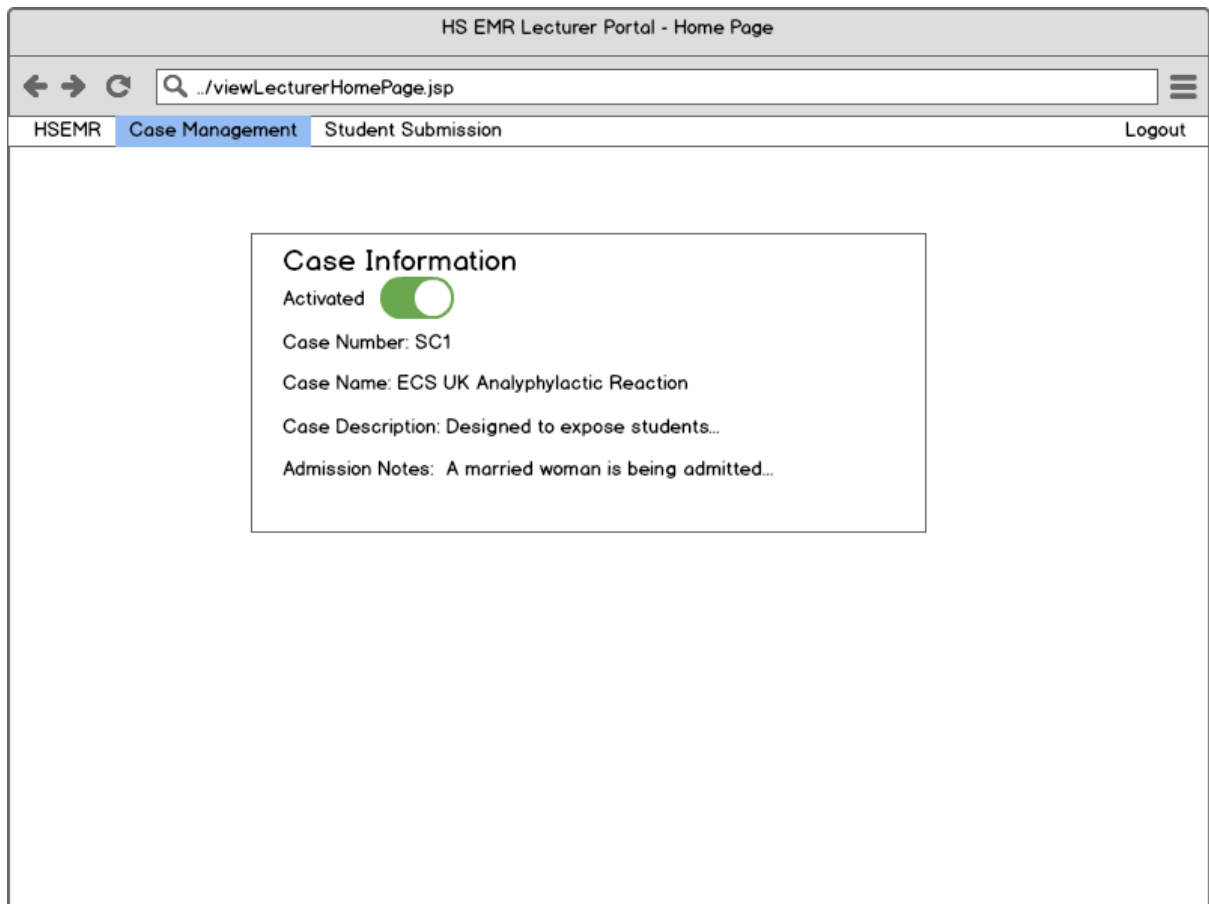 HS EMR Lecturer Portal - Home Page
../viewLecturerHomePage.jsp
HSEMR Case Management Student Submission Logout
Case Information
Activated
Case Number: SC1
Case Name: ECS UK Analyphylactic Reaction
Case Description: Designed to expose students...
Admission Notes: A married woman is being admitted...